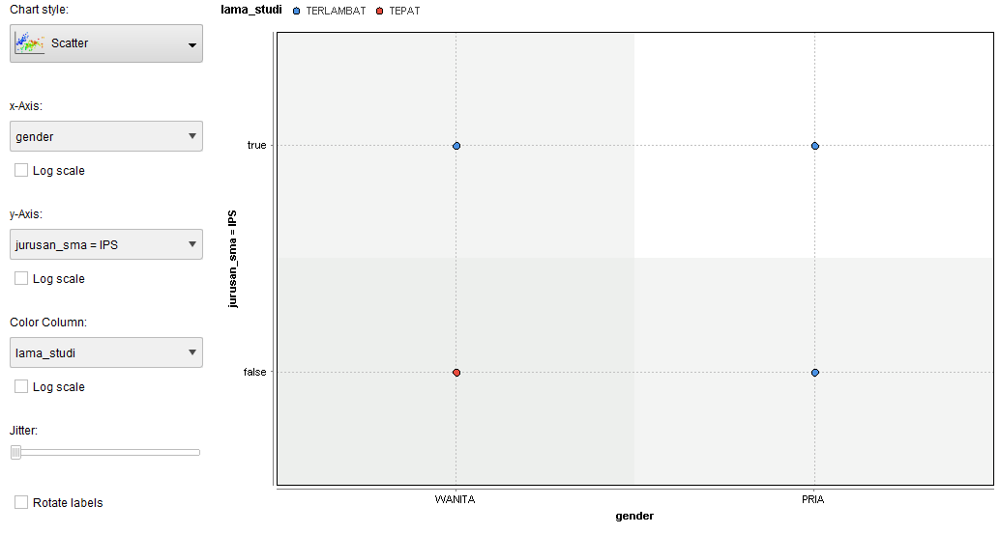 Chart style:
Scatter
x-Axis:
gender
Log scale
y-Axis:
jurusan_sma = IPS
Log scale
Color Column:
lama_studi
Log scale
Jitter:
Rotate labels
lama_studi TERLAMBAT TEPAT
jurusan_sma = IPS
true
false
WANITA PRIA
gender